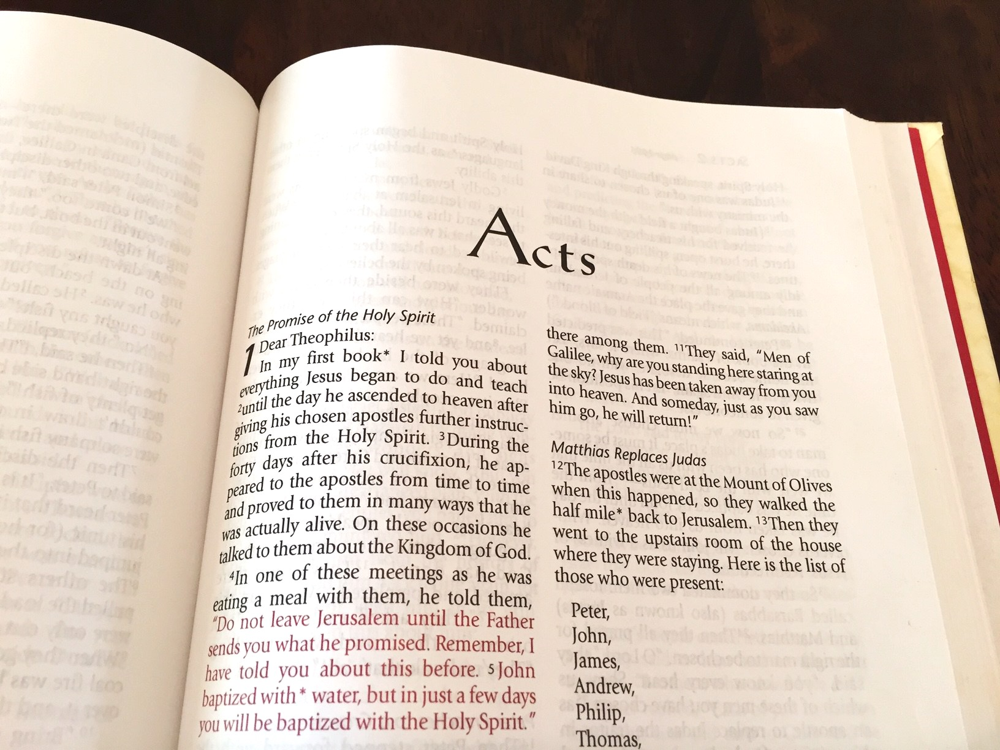 Acts
The Promise of the Holy Spirit
1 Dear Theophilus:
In my first book* I told you about
everything Jesus began to do and teach
²until the day he ascended to heaven after
giving his chosen apostles further instruc-
tions from the Holy Spirit. ³During the
forty days after his crucifixion, he ap-
peared to the apostles from time to time
and proved to them in many ways that he
was actually alive. On these occasions he
talked to them about the Kingdom of God.
⁴In one of these meetings as he was
eating a meal with them, he told them,
“Do not leave Jerusalem until the Father
sends you what he promised. Remember, I
have told you about this before. ⁵John
baptized with* water, but in just a few days
you will be baptized with the Holy Spirit.”
there among them. ¹¹They said, “Men of
Galilee, why are you standing here staring at
the sky? Jesus has been taken away from you
into heaven. And someday, just as you saw
him go, he will return!”
Matthias Replaces Judas
¹²The apostles were at the Mount of Olives
when this happened, so they walked the
half mile* back to Jerusalem. ¹³Then they
went to the upstairs room of the house
where they were staying. Here is the list of
those who were present:
Peter,
John,
James,
Andrew,
Philip,
Thomas,